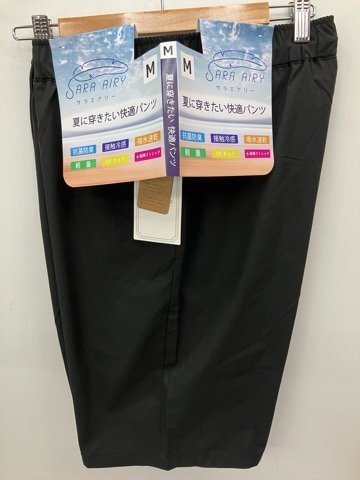 M
SARA AIRY
サラエアリー
M
夏に穿きたい快適パンツ
抗菌防臭
接触冷感
吸水速乾
軽量
UVカット
M
夏に穿きたい 快適パンツ
SARA AIRY
サラエアリー
M
夏に穿きたい快適パンツ
抗菌防臭
接触冷感
吸水速乾
軽量
UVカット